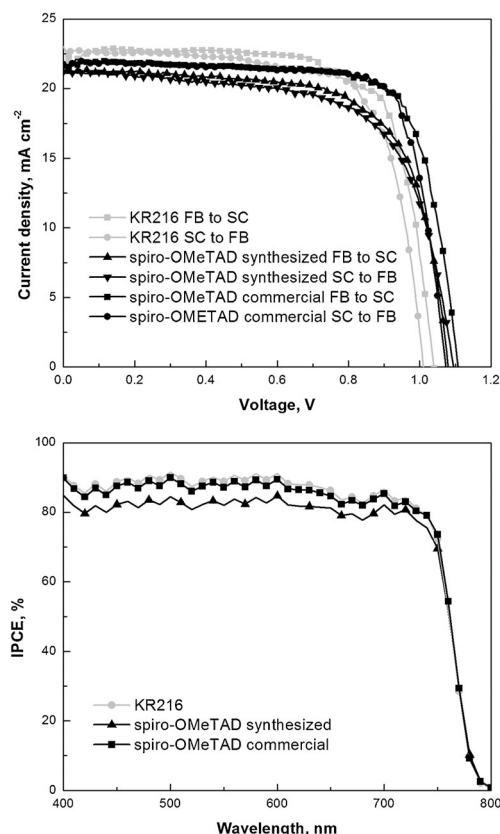 25
20
15
10
5
0
Current density, mA cm-2
KR216 FB to SC
KR216 SC to FB
spiro-OMeTAD synthesized FB to SC
spiro-OMeTAD synthesized SC to FB
spiro-OMeTAD commercial FB to SC
spiro-OMETAD commercial SC to FB
0.0 0.2 0.4 0.6 0.8 1.0 1.2
Voltage, V
100
80
60
40
20
0
IPCE, %
KR216
spiro-OMeTAD synthesized
spiro-OMeTAD commercial
400 500 600 700 800
Wavelength, nm